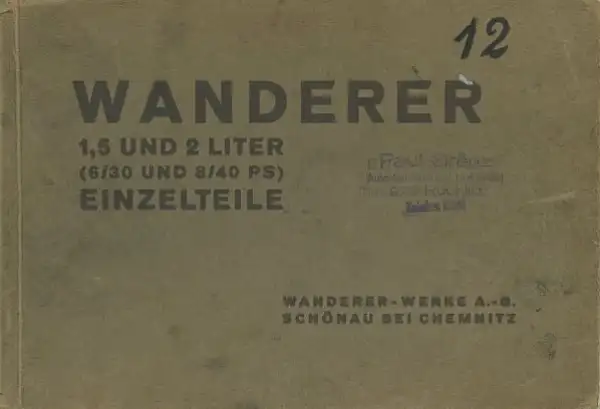 12
WANDERER
1,5 UND 2 LITER
(6/30 UND 8/40 PS)
EINZELTEILE
WANDERER-WERKE A.-G.
SCHÖNAU BEI CHEMNITZ